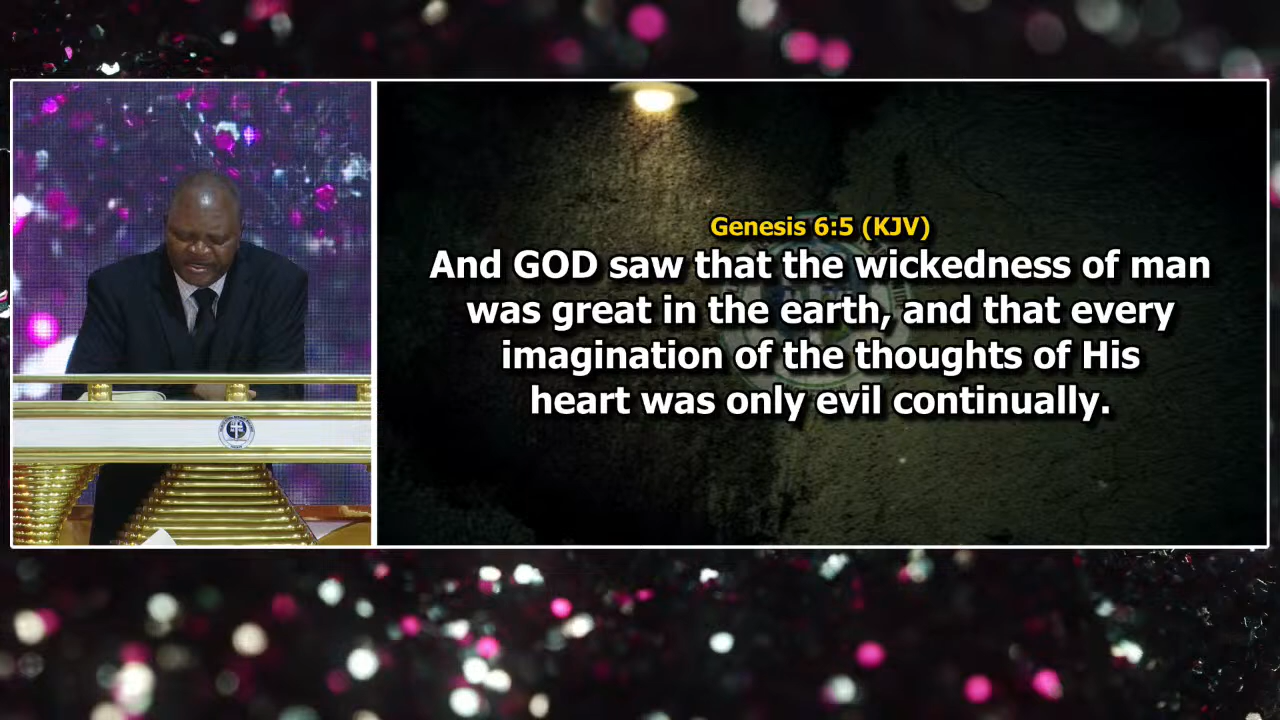 Genesis 6:5 (KJV)
And GOD saw that the wickedness of man
was great in the earth, and that every
imagination of the thoughts of His
heart was only evil continually.